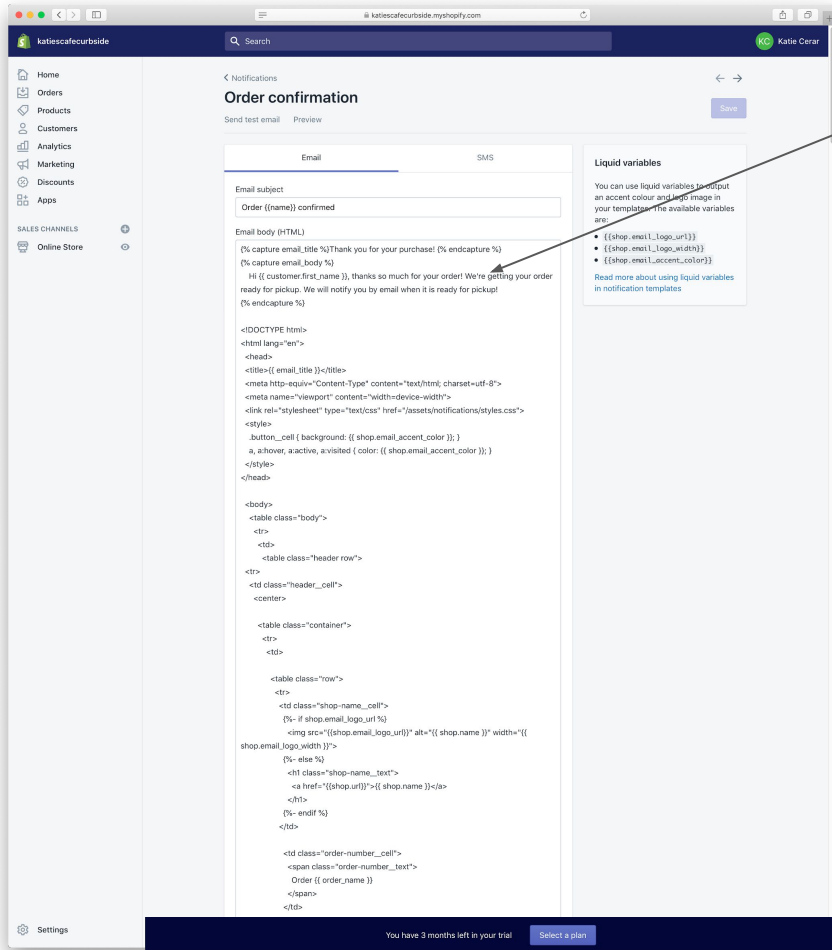 katiescafecurbside.myshopify.com
katiescafecurbside
Search
KC Katie Cerar
Home
Orders
Products
Customers
Analytics
Marketing
Discounts
Apps
SALES CHANNELS
Online Store
Settings
Notifications
Order confirmation
Send test email Preview
Save
Email SMS
Email subject
Order {{name}} confirmed
Email body (HTML)
{% capture email_title %}Thank you for your purchase! {% endcapture %}
{% capture email_body %}
Hi {{ customer.first_name }}, thanks so much for your order! We're getting your order
ready for pickup. We will notify you by email when it is ready for pickup!
{% endcapture %}
<!DOCTYPE html>
<html lang="en">
<head>
<title>{{ email_title }}</title>
<meta http-equiv="Content-Type" content="text/html; charset=utf-8">
<meta name="viewport" content="width=device-width">
<link rel="stylesheet" type="text/css" href="/assets/notifications/styles.css">
<style>
.button__cell { background: {{ shop.email_accent_color }}; }
a, a:hover, a:active, a:visited { color: {{ shop.email_accent_color }}; }
</style>
</head>
<body>
<table class="body">
<tr>
<td>
<table class="header row">
<tr>
<td class="header__cell">
<center>
<table class="container">
<tr>
<td>
<table class="row">
<tr>
<td class="shop-name__cell">
{%- if shop.email_logo_url %}
<img src="{{shop.email_logo_url}}" alt="{{ shop.name }}" width="{{
shop.email_logo_width }}">
{%- else %}
<h1 class="shop-name__text">
<a href="{{shop.url}}">{{ shop.name }}</a>
</h1>
{%- endif %}
</td>
<td class="order-number__cell">
<span class="order-number__text">
Order {{ order_name }}
</span>
</td>
Liquid variables
You can use liquid variables to output
an accent colour and logo image in
your templates. The available variables
are:
{{shop.email_logo_url}}
{{shop.email_logo_width}}
{{shop.email_accent_color}}
Read more about using liquid variables
in notification templates
You have 3 months left in your trial Select a plan